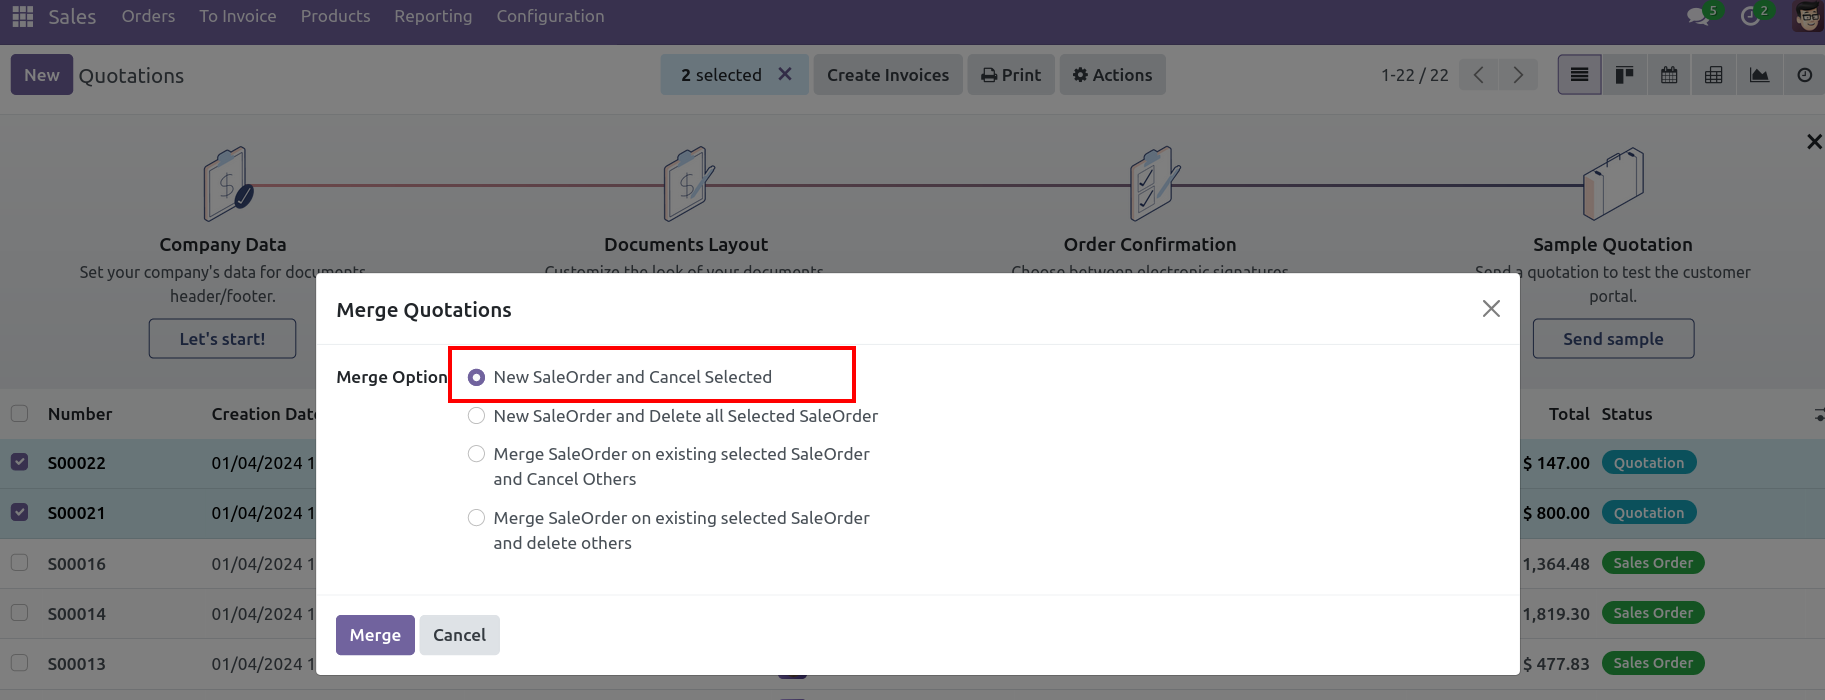 Sales Orders To Invoice Products Reporting Configuration 5 2
New Quotations 2 selected Create Invoices Print Actions 1-22 / 22
Company Data Documents Layout Order Confirmation Sample Quotation
Set your company's data for documents Customize the look of your documents. Choose between electronic signatures Send a quotation to test the customer
header/footer. portal.
Let's start! Send sample
Merge Quotations
Merge Option New SaleOrder and Cancel Selected
New SaleOrder and Delete all Selected SaleOrder
Merge SaleOrder on existing selected SaleOrder
and Cancel Others
Merge SaleOrder on existing selected SaleOrder
and delete others
Merge Cancel
Number Creation Date Total Status
S00022 01/04/2024 1 $ 147.00 Quotation
S00021 01/04/2024 1 $ 800.00 Quotation
S00016 01/04/2024 1 1,364.48 Sales Order
S00014 01/04/2024 1 1,819.30 Sales Order
S00013 01/04/2024 1 $ 477.83 Sales Order